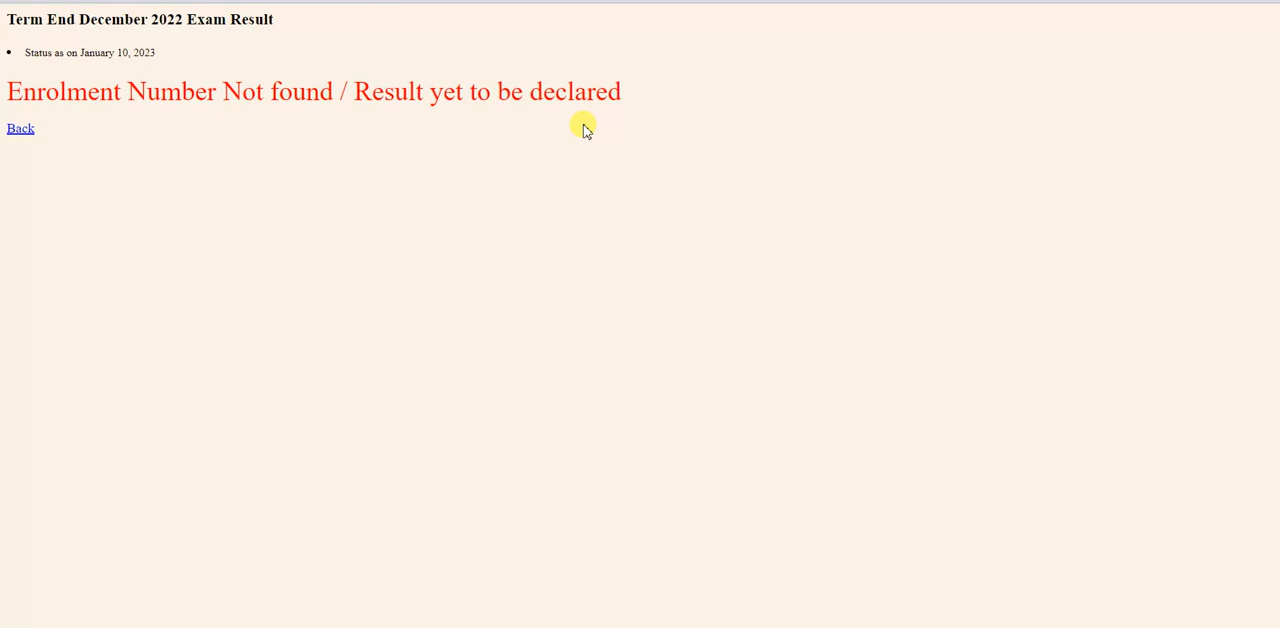 Term End December 2022 Exam Result
Status as on January 10, 2023
Enrolment Number Not found / Result yet to be declared
Back